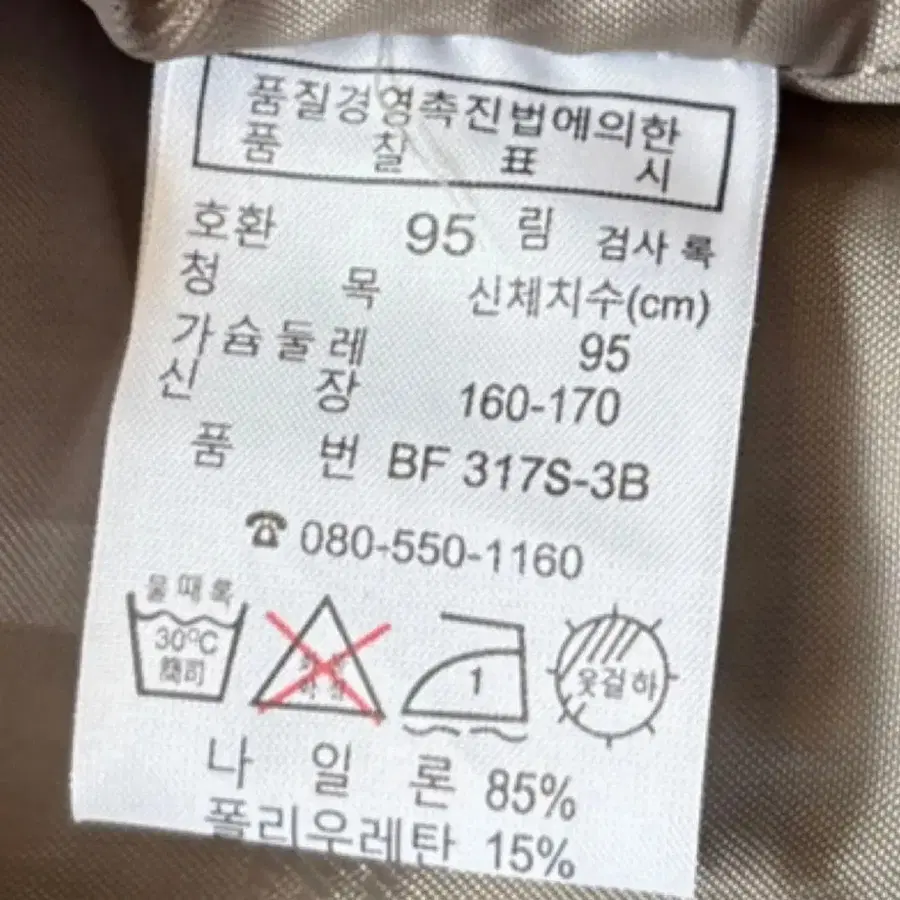 품질경영촉진법에의한
품 찰 표 시
호환 95 림 검사 록
청 목 신체치수(cm)
가슴둘레 95
신 장 160-170
품 번 BF 317S-3B
☎ 080-550-1160
물때록
30℃
1
옷걸하
나 일 론 85%
폴리우레탄 15%